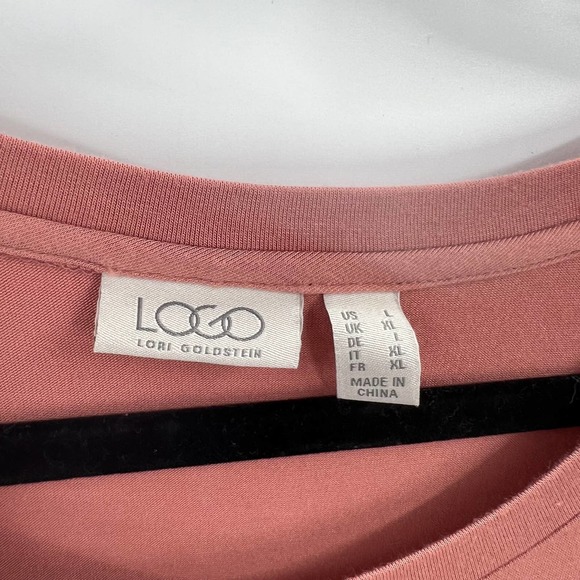 LOGO
LORI GOLDSTEIN
US L
UK XL
DE L
IT XL
FR XL
MADE IN
CHINA